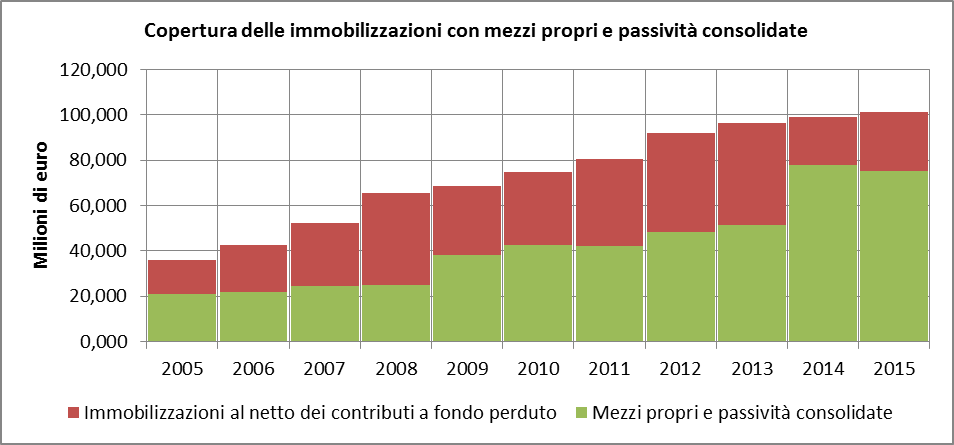 Copertura delle immobilizzazioni con mezzi propri e passività consolidate
Milioni di euro
120,000
100,000
80,000
60,000
40,000
20,000
0,000
2005 2006 2007 2008 2009 2010 2011 2012 2013 2014 2015
Immobilizzazioni al netto dei contributi a fondo perduto Mezzi propri e passività consolidate